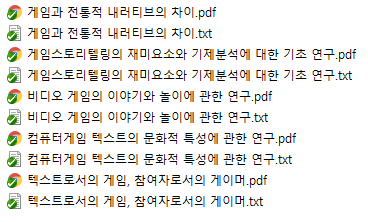 게임과 전통적 내러티브의 차이.pdf
게임과 전통적 내러티브의 차이.txt
게임스토리텔링의 재미요소와 기제분석에 대한 기초 연구.pdf
게임스토리텔링의 재미요소와 기제분석에 대한 기초 연구.txt
비디오 게임의 이야기와 놀이에 관한 연구.pdf
비디오 게임의 이야기와 놀이에 관한 연구.txt
컴퓨터게임 텍스트의 문화적 특성에 관한 연구.pdf
컴퓨터게임 텍스트의 문화적 특성에 관한 연구.txt
텍스트로서의 게임, 참여자로서의 게이머.pdf
텍스트로서의 게임, 참여자로서의 게이머.txt